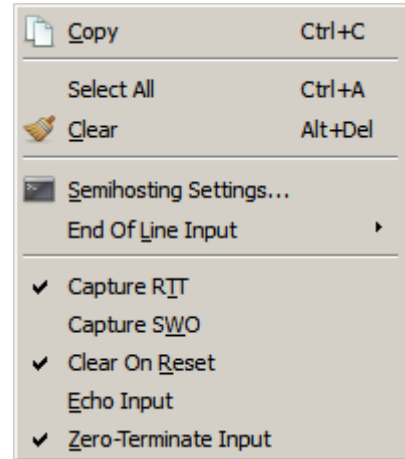 Copy Ctrl+C
Select All Ctrl+A
Clear Alt+Del
Semihosting Settings...
End Of Line Input
Capture RTT
Capture SWO
Clear On Reset
Echo Input
Zero-Terminate Input